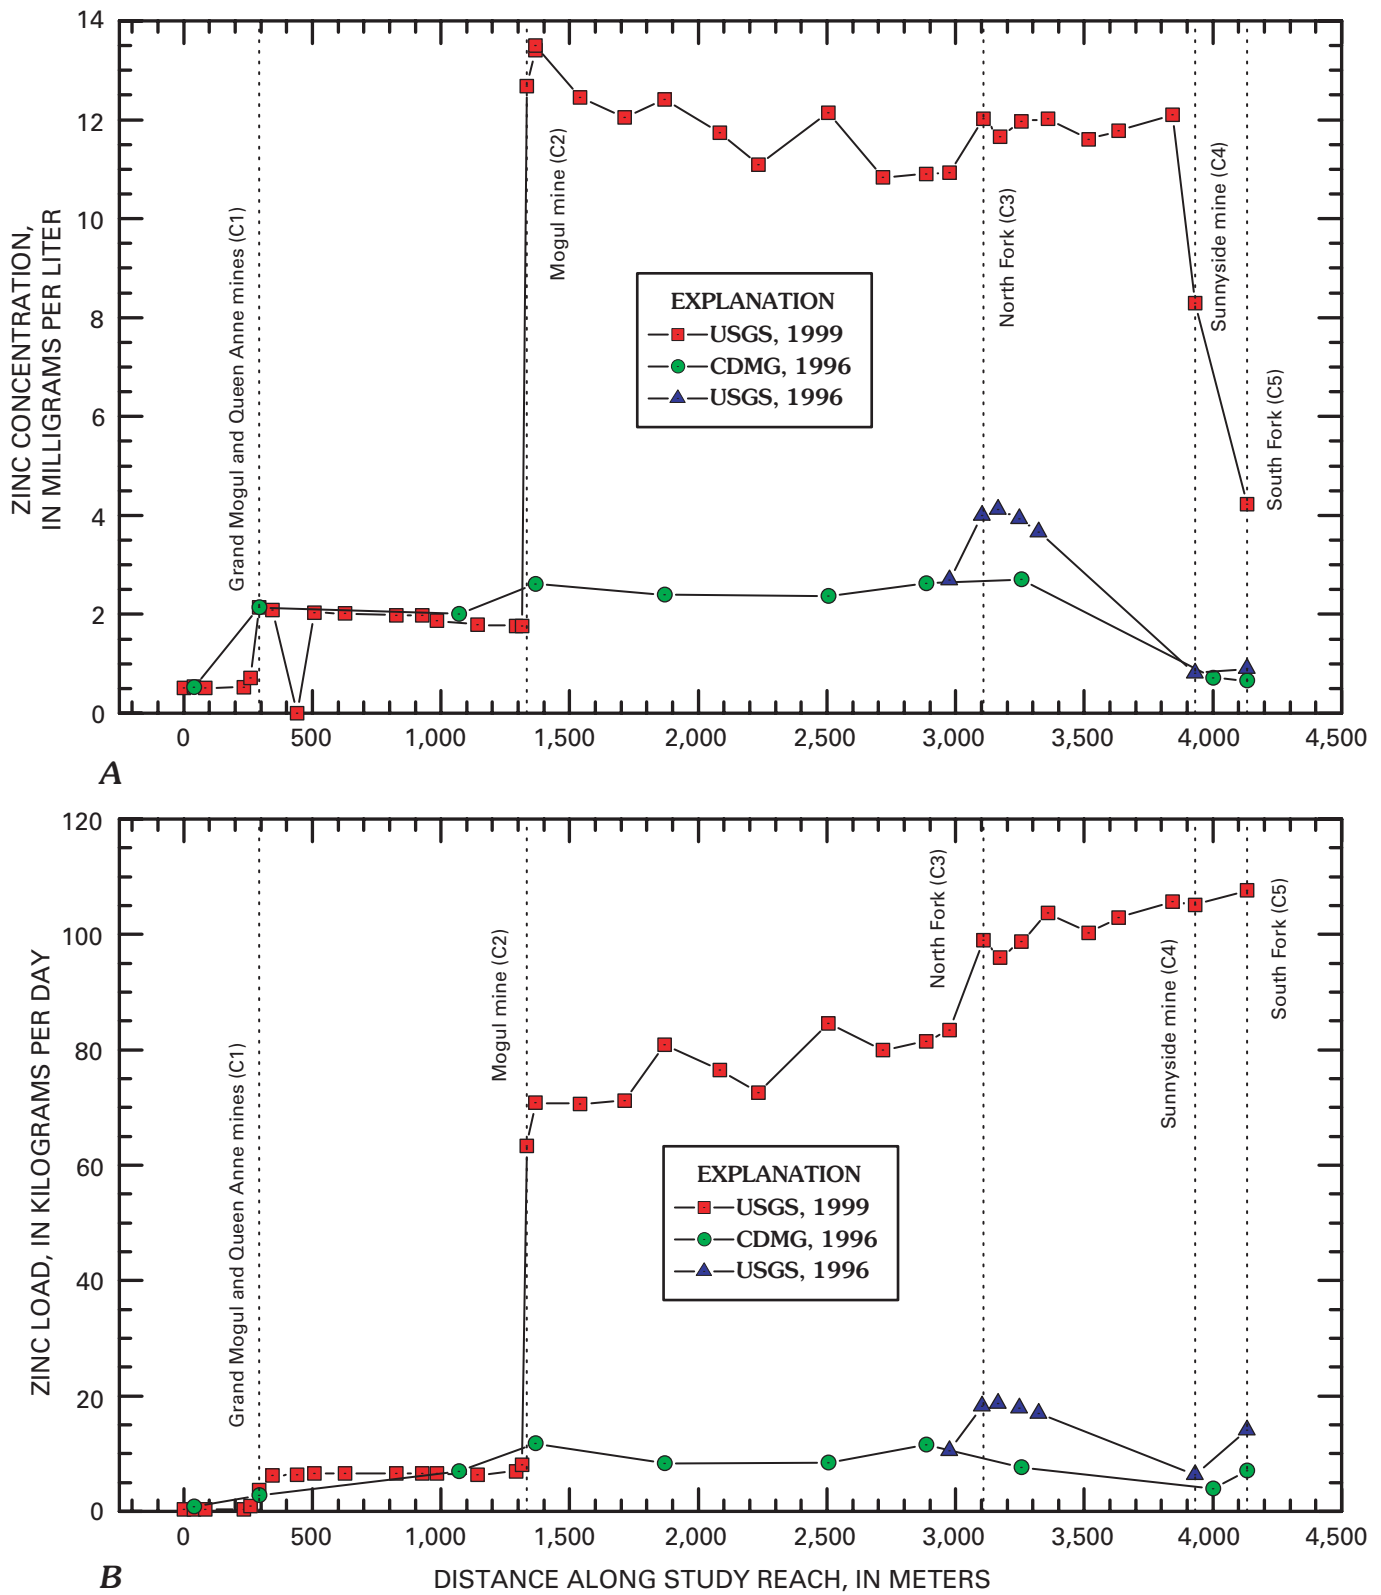 14
12
10
8
6
4
2
0
ZINC CONCENTRATION,
IN MILLIGRAMS PER LITER
Grand Mogul and Queen Anne mines (C1)
Mogul mine (C2)
North Fork (C3)
Sunnyside mine (C4)
South Fork (C5)
EXPLANATION
USGS, 1999
CDMG, 1996
USGS, 1996
0 500 1,000 1,500 2,000 2,500 3,000 3,500 4,000 4,500
A
120
100
80
60
40
20
0
ZINC LOAD, IN KILOGRAMS PER DAY
Grand Mogul and Queen Anne mines (C1)
Mogul mine (C2)
North Fork (C3)
Sunnyside mine (C4)
South Fork (C5)
EXPLANATION
USGS, 1999
CDMG, 1996
USGS, 1996
0 500 1,000 1,500 2,000 2,500 3,000 3,500 4,000 4,500
B
DISTANCE ALONG STUDY REACH, IN METERS